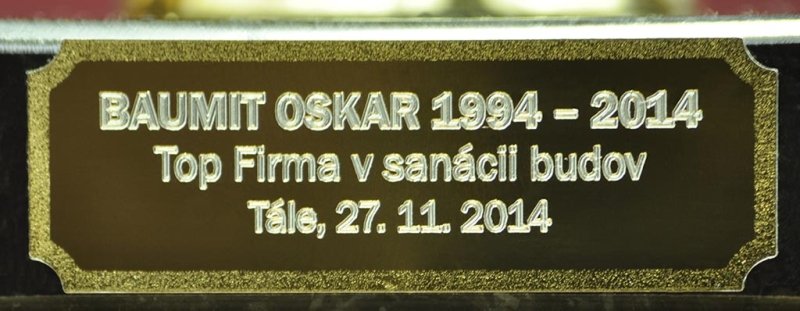 BAUMIT OSKAR 1994 – 2014
Top Firma v sanácii budov
Tále, 27. 11. 2014